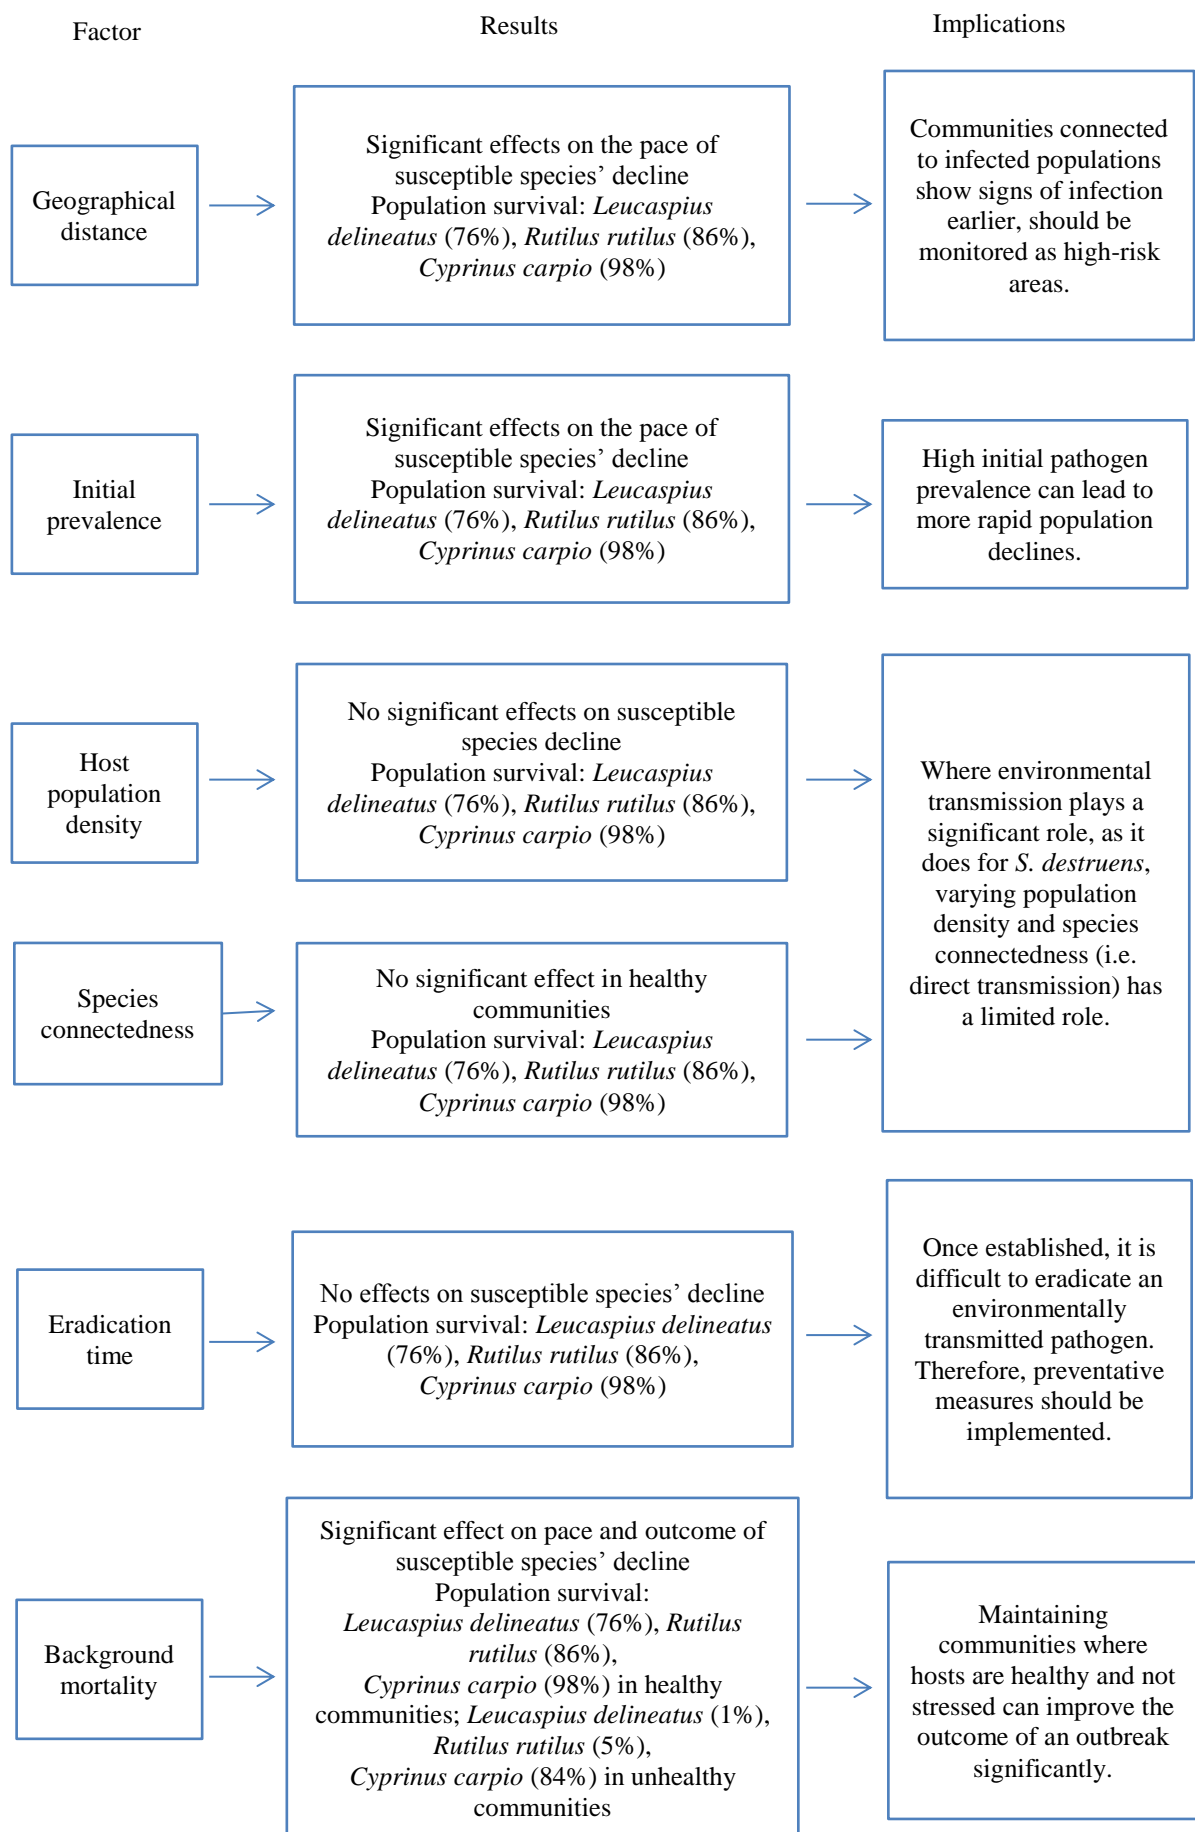 Factor
Results
Implications
Geographical
distance
Significant effects on the pace of
susceptible species’ decline
Population survival: Leucaspius
delineatus (76%), Rutilus rutilus (86%),
Cyprinus carpio (98%)
Communities connected
to infected populations
show signs of infection
earlier, should be
monitored as high-risk
areas.
Initial
prevalence
Significant effects on the pace of
susceptible species’ decline
Population survival: Leucaspius
delineatus (76%), Rutilus rutilus (86%),
Cyprinus carpio (98%)
High initial pathogen
prevalence can lead to
more rapid population
declines.
Host
population
density
No significant effects on susceptible
species decline
Population survival: Leucaspius
delineatus (76%), Rutilus rutilus (86%),
Cyprinus carpio (98%)
Where environmental
transmission plays a
significant role, as it
does for S. destruens,
varying population
density and species
connectedness (i.e.
direct transmission) has
a limited role.
Species
connectedness
No significant effect in healthy
communities
Population survival: Leucaspius
delineatus (76%), Rutilus rutilus (86%),
Cyprinus carpio (98%)
Eradication
time
No effects on susceptible species’ decline
Population survival: Leucaspius delineatus
(76%), Rutilus rutilus (86%),
Cyprinus carpio (98%)
Once established, it is
difficult to eradicate an
environmentally
transmitted pathogen.
Therefore, preventative
measures should be
implemented.
Background
mortality
Significant effect on pace and outcome of
susceptible species’ decline
Population survival:
Leucaspius delineatus (76%), Rutilus
rutilus (86%),
Cyprinus carpio (98%) in healthy
communities; Leucaspius delineatus (1%),
Rutilus rutilus (5%),
Cyprinus carpio (84%) in unhealthy
communities
Maintaining
communities where
hosts are healthy and not
stressed can improve the
outcome of an outbreak
significantly.